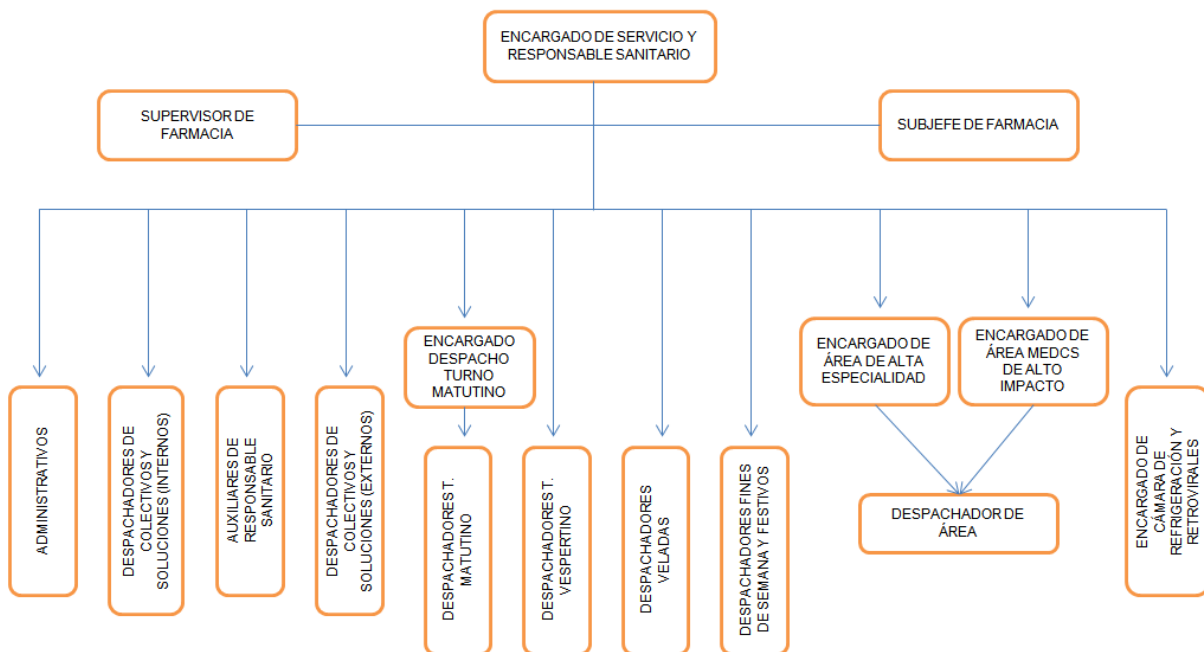 ENCARGADO DE SERVICIO Y
RESPONSABLE SANITARIO
SUPERVISOR DE
FARMACIA
SUBJEFE DE FARMACIA
ENCARGADO
DESPACHO
TURNO
MATUTINO
ENCARGADO DE
ÁREA DE ALTA
ESPECIALIDAD
ENCARGADO DE
ÁREA MEDCS
DE ALTO
IMPACTO
ADMINISTRATIVOS
DESPACHADORES DE
COLECTIVOS Y
SOLUCIONES (INTERNOS)
AUXILIARES DE
RESPONSABLE
SANITARIO
DESPACHADORES DE
COLECTIVOS Y
SOLUCIONES (EXTERNOS)
DESPACHADORES T.
MATUTINO
DESPACHADORES T.
VESPERTINO
DESPACHADORES
VELADAS
DESPACHADORES FINES
DE SEMANA Y FESTIVOS
DESPACHADOR DE
ÁREA
ENCARGADO DE
CÁMARA DE
REFRIGERACIÓN Y
RETROVIRALES